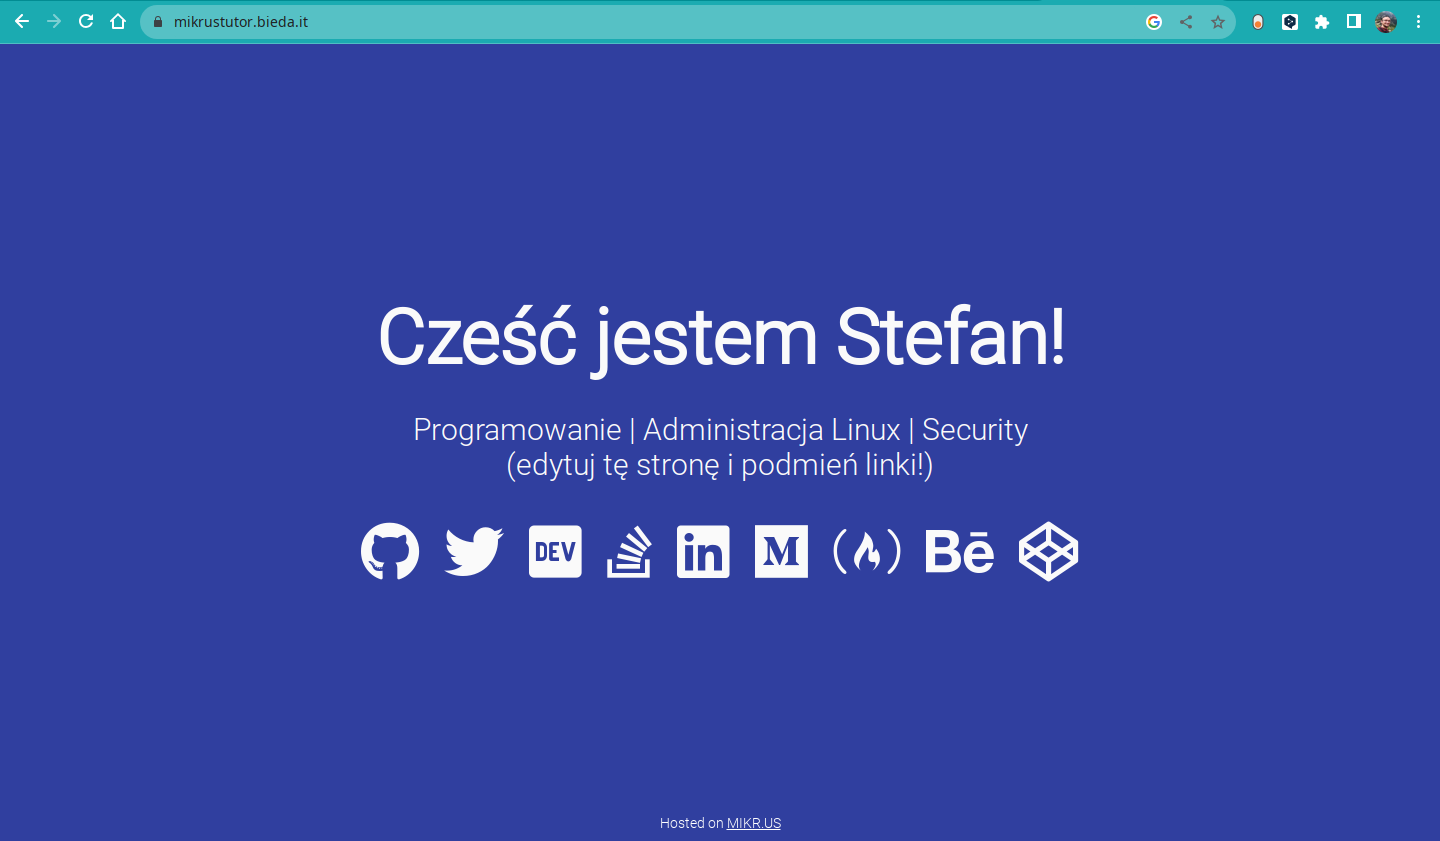 mikrustutor.bieda.it
Cześć jestem Stefan!
Programowanie | Administracja Linux | Security
(edytuj tę stronę i podmień linki!)
DEV
in
M
Bē
Hosted on MIKR.US